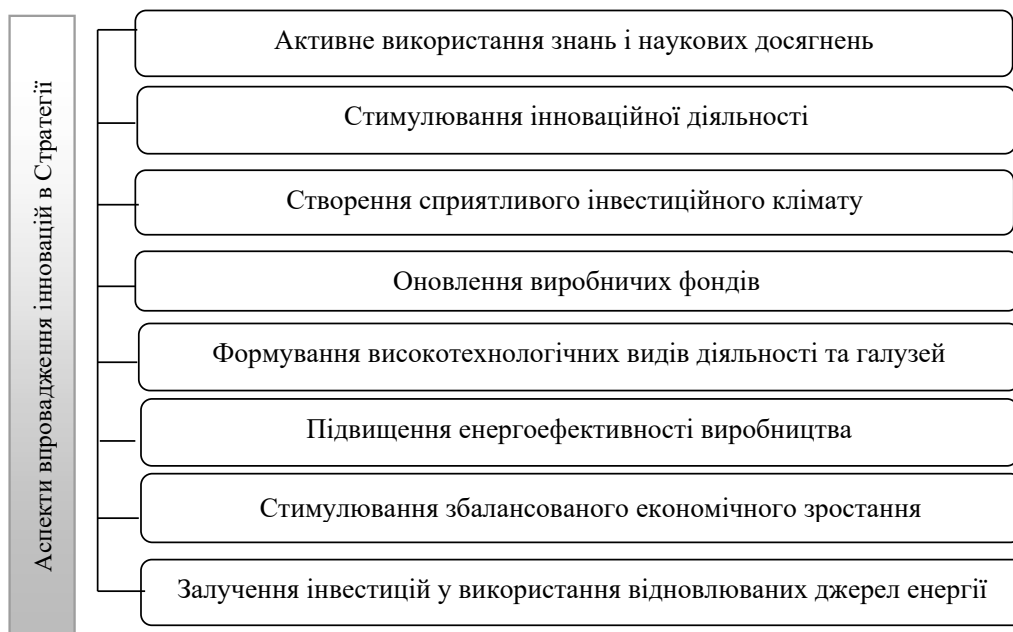 Аспекти впровадження інновацій в Стратегії
Активне використання знань і наукових досягнень
Стимулювання інноваційної діяльності
Створення сприятливого інвестиційного клімату
Оновлення виробничих фондів
Формування високотехнологічних видів діяльності та галузей
Підвищення енергоефективності виробництва
Стимулювання збалансованого економічного зростання
Залучення інвестицій у використання відновлюваних джерел енергії